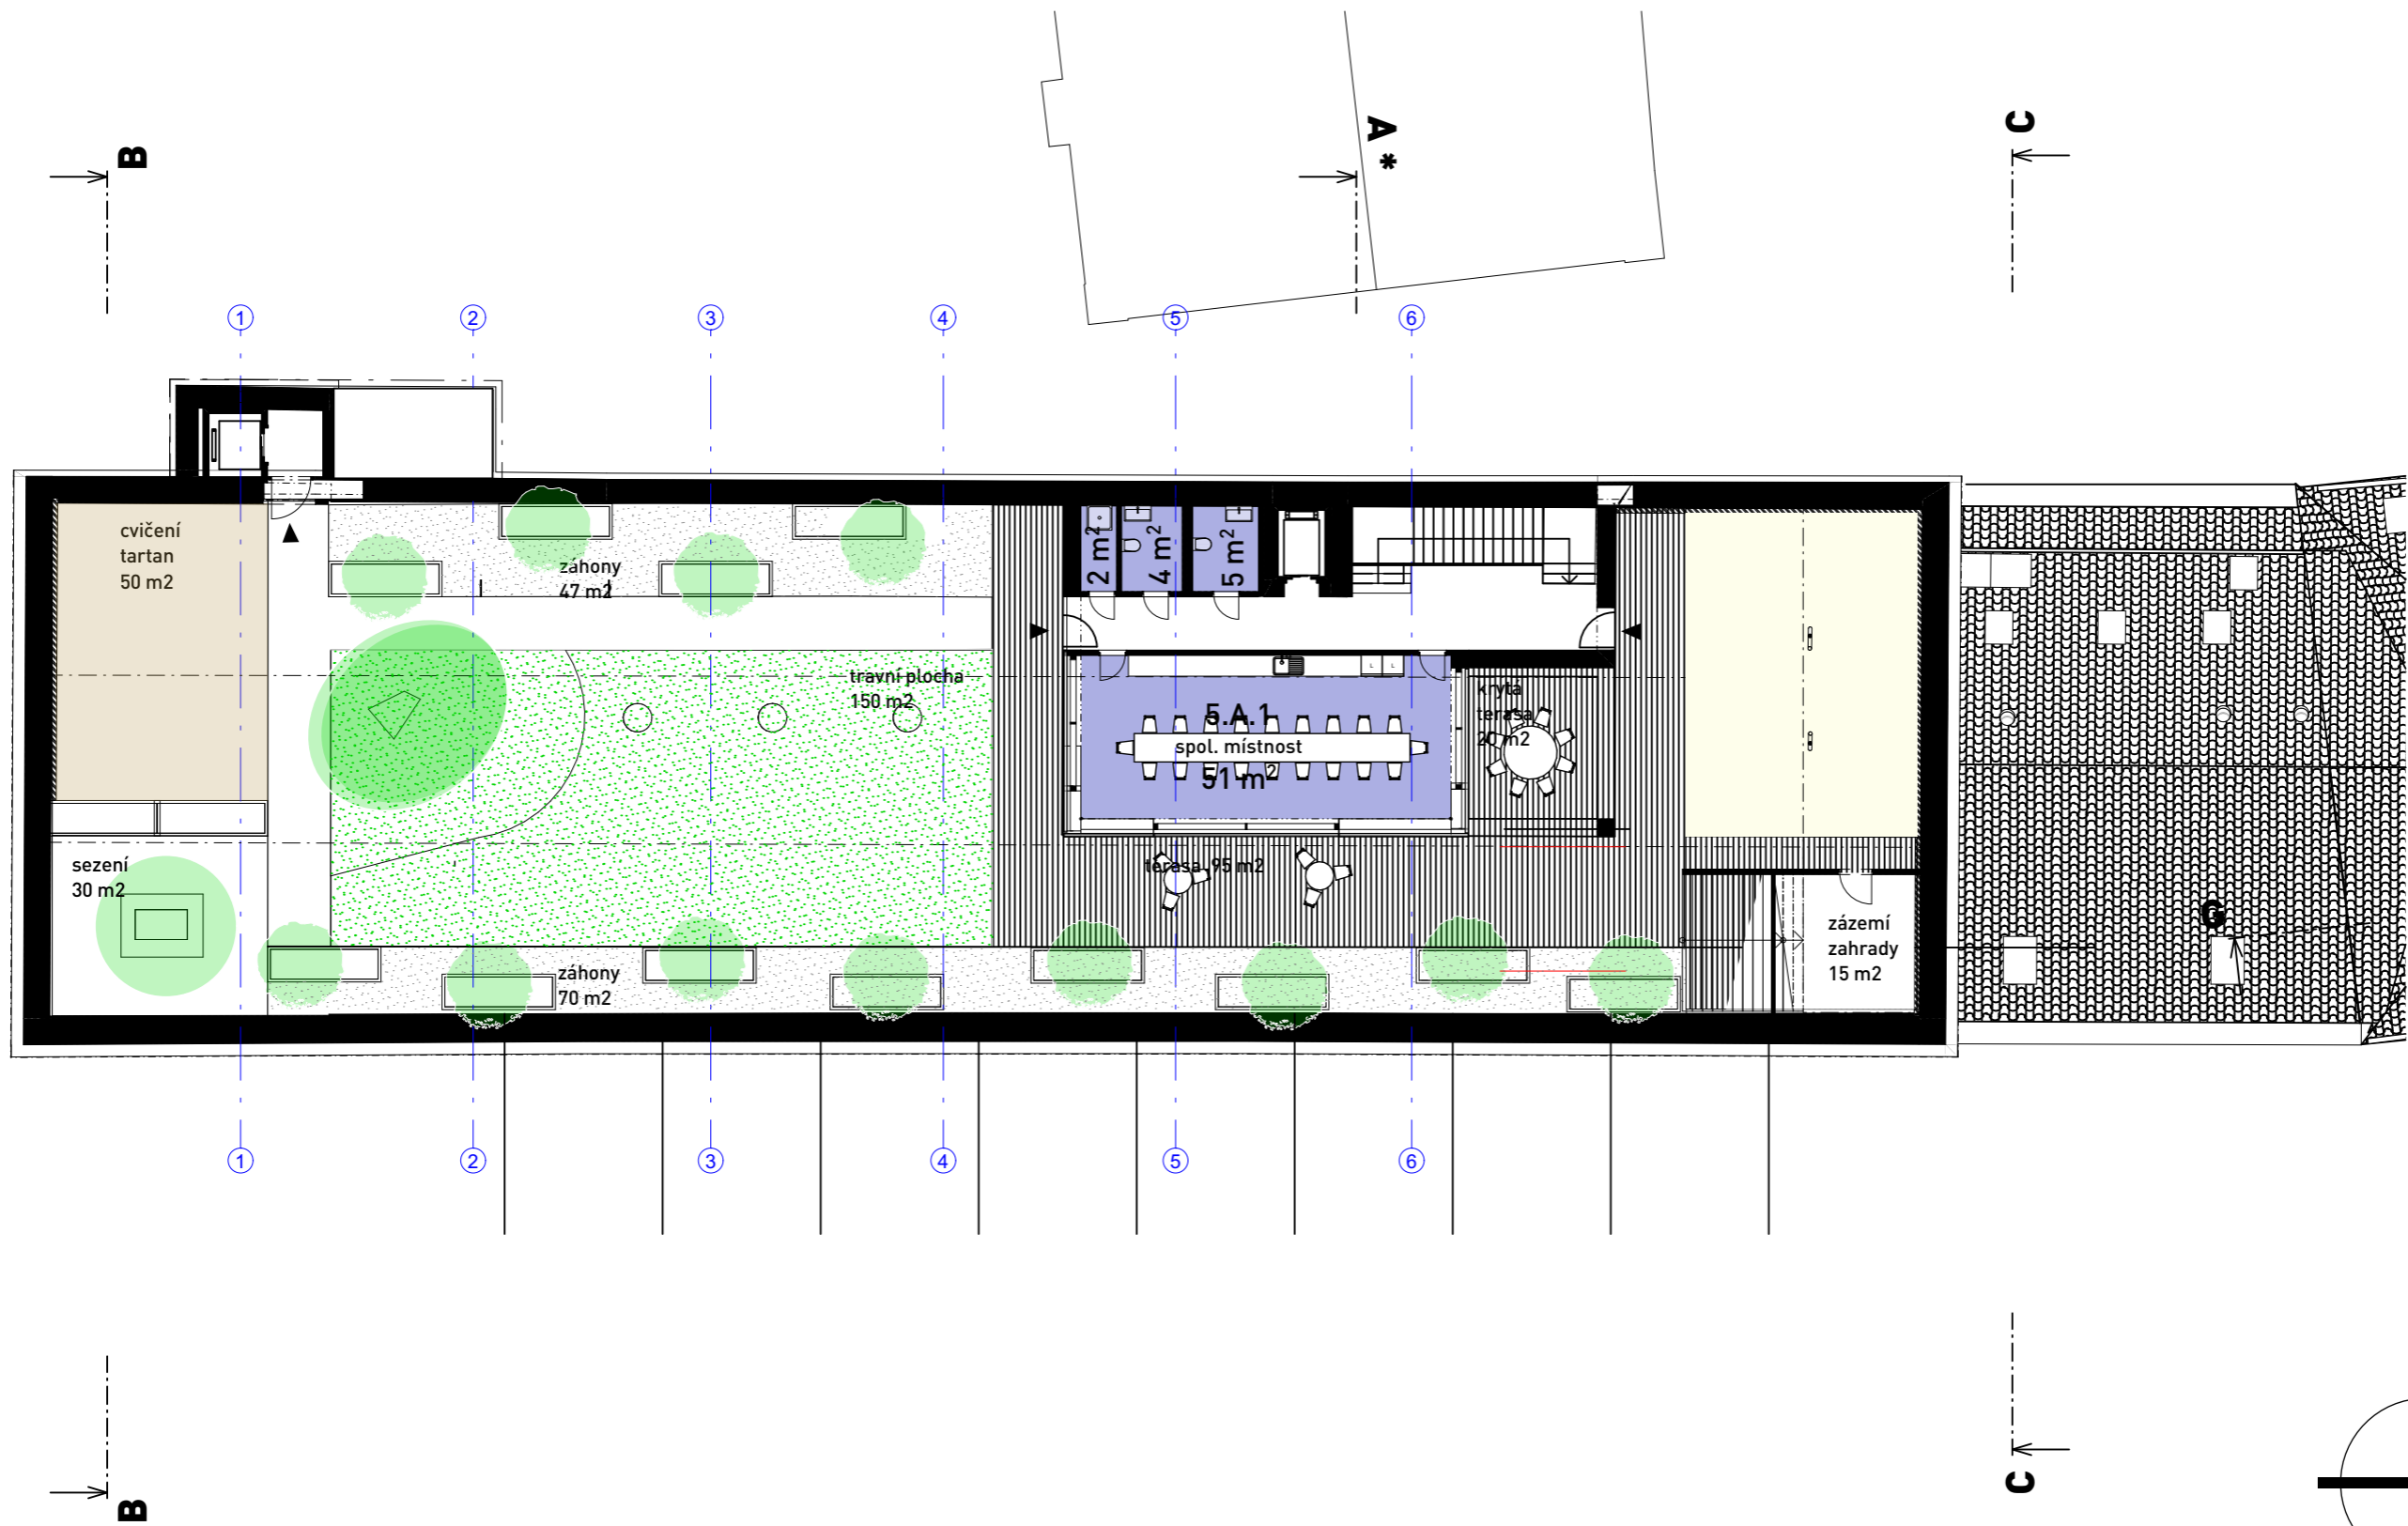 B
A *
C
1
2
3
4
5
6
cvičení
tartan
50 m2
záhony
47 m2
2 m²
4 m²
5 m²
travní plocha
150 m2
5.A.1
spol. místnost
51 m²
L L
krytá
terasa
20 m2
terasa 95 m2
sezení
30 m2
záhony
70 m2
zázemí
zahrady
15 m2
G
1
2
3
4
5
6
B
C